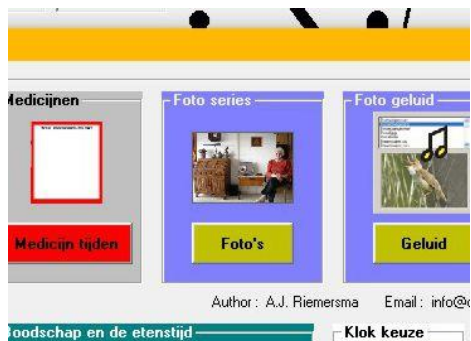 Medicijnen
Foto series
Foto geluid
Medicijn tijden
Foto's
Geluid
Author : A.J. Riemersma
Email : info@
Boodschap en de etenstijd
Klok keuze